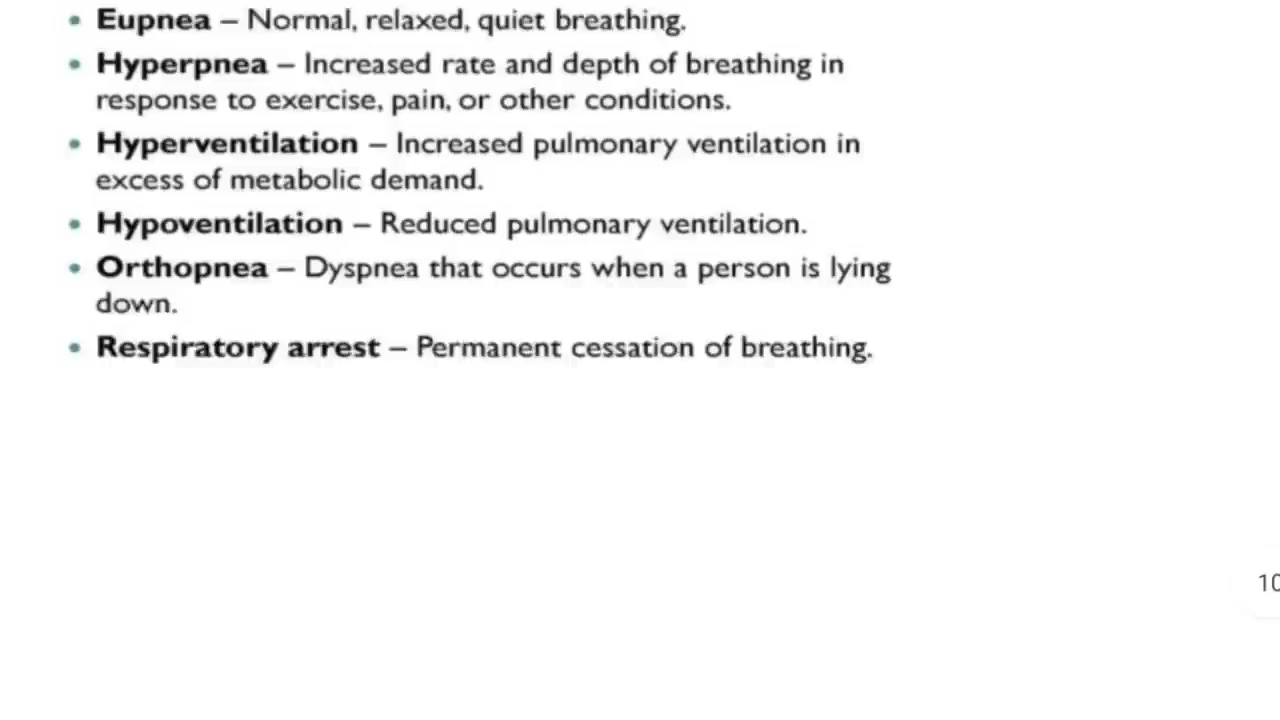 • Eupnea – Normal, relaxed, quiet breathing.
• Hyperpnea – Increased rate and depth of breathing in
response to exercise, pain, or other conditions.
• Hyperventilation – Increased pulmonary ventilation in
excess of metabolic demand.
• Hypoventilation – Reduced pulmonary ventilation.
• Orthopnea – Dyspnea that occurs when a person is lying
down.
• Respiratory arrest – Permanent cessation of breathing.
10